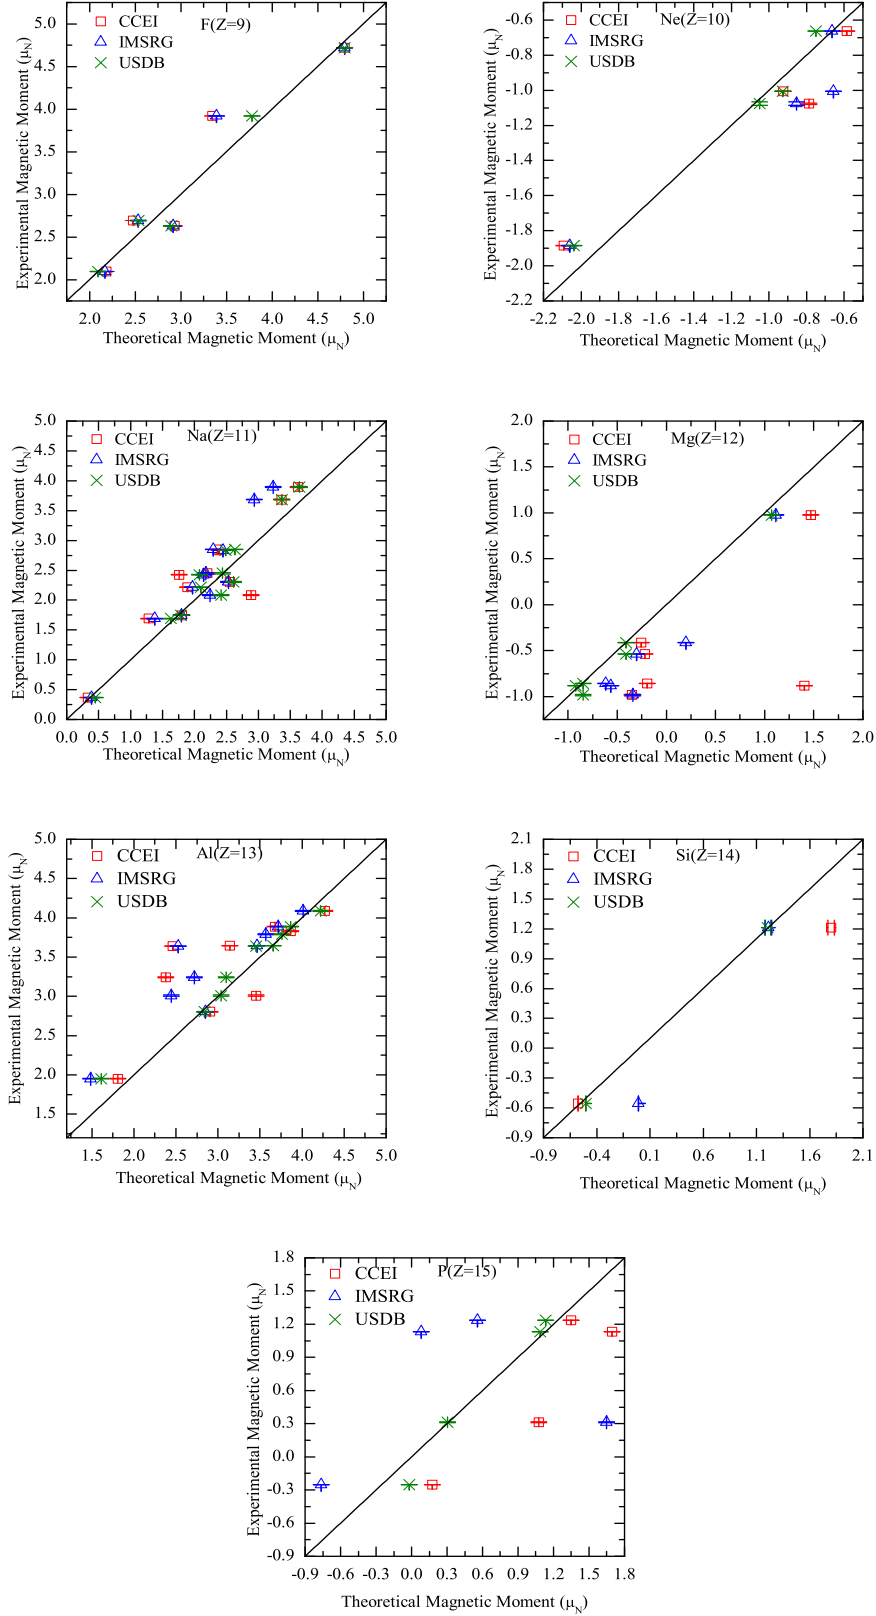 CCEI
F(Z=9)
IMSRG
USDB
5.0
4.5
4.0
3.5
3.0
2.5
2.0
Experimental Magnetic Moment (μN)
2.0 2.5 3.0 3.5 4.0 4.5 5.0
Theoretical Magnetic Moment (μN)
CCEI
Ne(Z=10)
IMSRG
USDB
-0.6
-0.8
-1.0
-1.2
-1.4
-1.6
-1.8
-2.0
-2.2
Experimental Magnetic Moment (μN)
-2.2 -2.0 -1.8 -1.6 -1.4 -1.2 -1.0 -0.8 -0.6
Theoretical Magnetic Moment (μN)
Na(Z=11)
CCEI
IMSRG
USDB
5.0
4.5
4.0
3.5
3.0
2.5
2.0
1.5
1.0
0.5
0.0
Experimental Magnetic Moment (μN)
0.0 0.5 1.0 1.5 2.0 2.5 3.0 3.5 4.0 4.5 5.0
Theoretical Magnetic Moment (μN)
CCEI
Mg(Z=12)
IMSRG
USDB
2.0
1.5
1.0
0.5
0.0
-0.5
-1.0
Experimental Magnetic Moment (μN)
-1.0 -0.5 0.0 0.5 1.0 1.5 2.0
Theoretical Magnetic Moment (μN)
CCEI
Al(Z=13)
IMSRG
USDB
5.0
4.5
4.0
3.5
3.0
2.5
2.0
1.5
Experimental Magnetic Moment (μN)
1.5 2.0 2.5 3.0 3.5 4.0 4.5 5.0
Theoretical Magnetic Moment (μN)
CCEI
Si(Z=14)
IMSRG
USDB
2.1
1.8
1.5
1.2
0.9
0.6
0.3
0.0
-0.3
-0.6
-0.9
Experimental Magnetic Moment (μN)
-0.9 -0.4 0.1 0.6 1.1 1.6 2.1
Theoretical Magnetic Moment (μN)
P(Z=15)
CCEI
IMSRG
USDB
1.8
1.5
1.2
0.9
0.6
0.3
0.0
-0.3
-0.6
-0.9
Experimental Magnetic Moment (μN)
-0.9 -0.6 -0.3 0.0 0.3 0.6 0.9 1.2 1.5 1.8
Theoretical Magnetic Moment (μN)